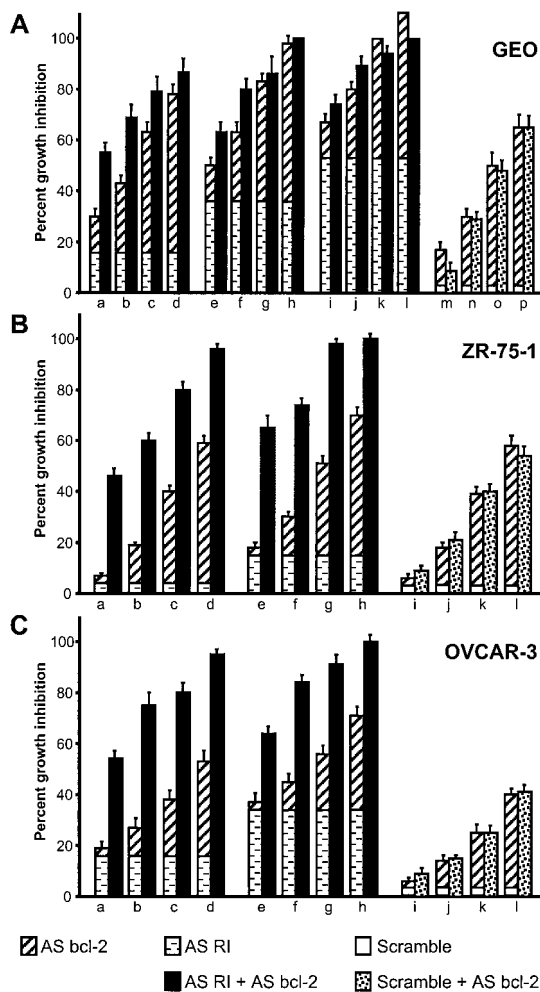 A
GEO
Percent growth inhibition
100
80
60
40
20
0
a b c d e f g h i j k l m n o p
B
ZR-75-1
Percent growth inhibition
100
80
60
40
20
0
a b c d e f g h i j k l
C
OVCAR-3
Percent growth inhibition
100
80
60
40
20
0
a b c d e f g h i j k l
AS bcl-2 AS RI Scramble
AS RI + AS bcl-2 Scramble + AS bcl-2